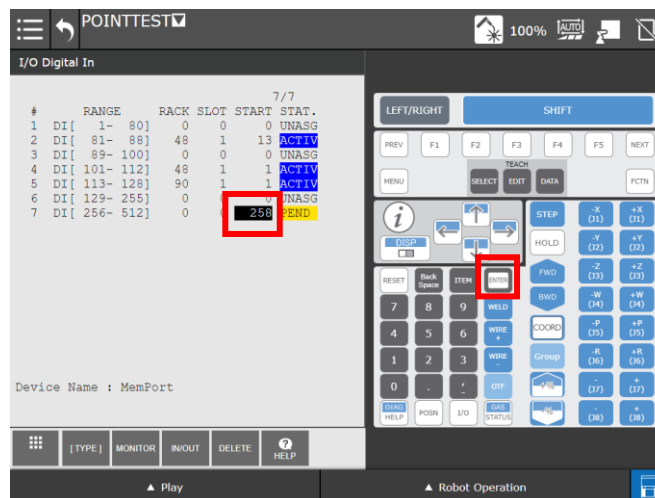 POINTTEST
100% AUTO
I/O Digital In
7/7
# RANGE RACK SLOT START STAT.
1 DI[ 1- 80] 0 0 0 UNASG
2 DI[ 81- 88] 48 1 13 ACTIV
3 DI[ 89- 100] 0 0 0 UNASG
4 DI[ 101- 112] 48 1 1 ACTIV
5 DI[ 113- 128] 90 1 1 ACTIV
6 DI[ 129- 255] 0 0 0 UNASG
7 DI[ 256- 512] 0 0 258 PEND
Device Name : MemPort
[ TYPE ] MONITOR IN/OUT DELETE ? HELP
▲ Play
LEFT/RIGHT SHIFT
PREV F1 F2 F3 F4 F5 NEXT
TEACH
MENU SELECT EDIT DATA FCTN
i STEP -X (J1) +X (J1)
DISP HOLD -Y (J2) +Y (J2)
RESET Back Space ITEM ENTER FWD -Z (J3) +Z (J3)
7 8 9 WELD BWD -W (J4) +W (J4)
4 5 6 WIRE + COORD -P (J5) +P (J5)
1 2 3 WIRE - Group -R (J6) +R (J6)
0 . OTF +% - (J7) + (J7)
DIAG HELP POSN I/O GAS STATUS -% - (J8) + (J8)
▲ Robot Operation